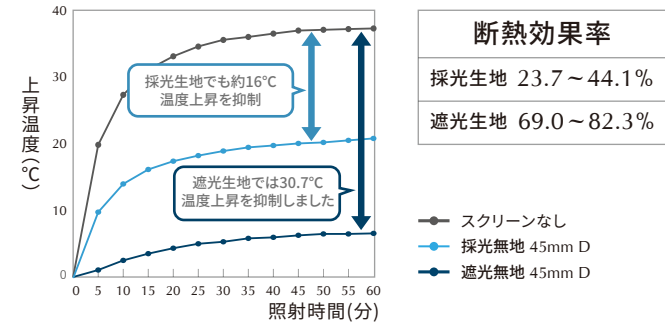 40
30
20
10
0
上昇温度(℃)
採光生地でも約16℃
温度上昇を抑制
遮光生地では30.7℃
温度上昇を抑制しました
0 5 10 15 20 25 30 35 40 45 50 55 60
照射時間(分)
断熱効果率
採光生地 23.7～44.1%
遮光生地 69.0～82.3%
スクリーンなし
採光無地 45mm D
遮光無地 45mm D